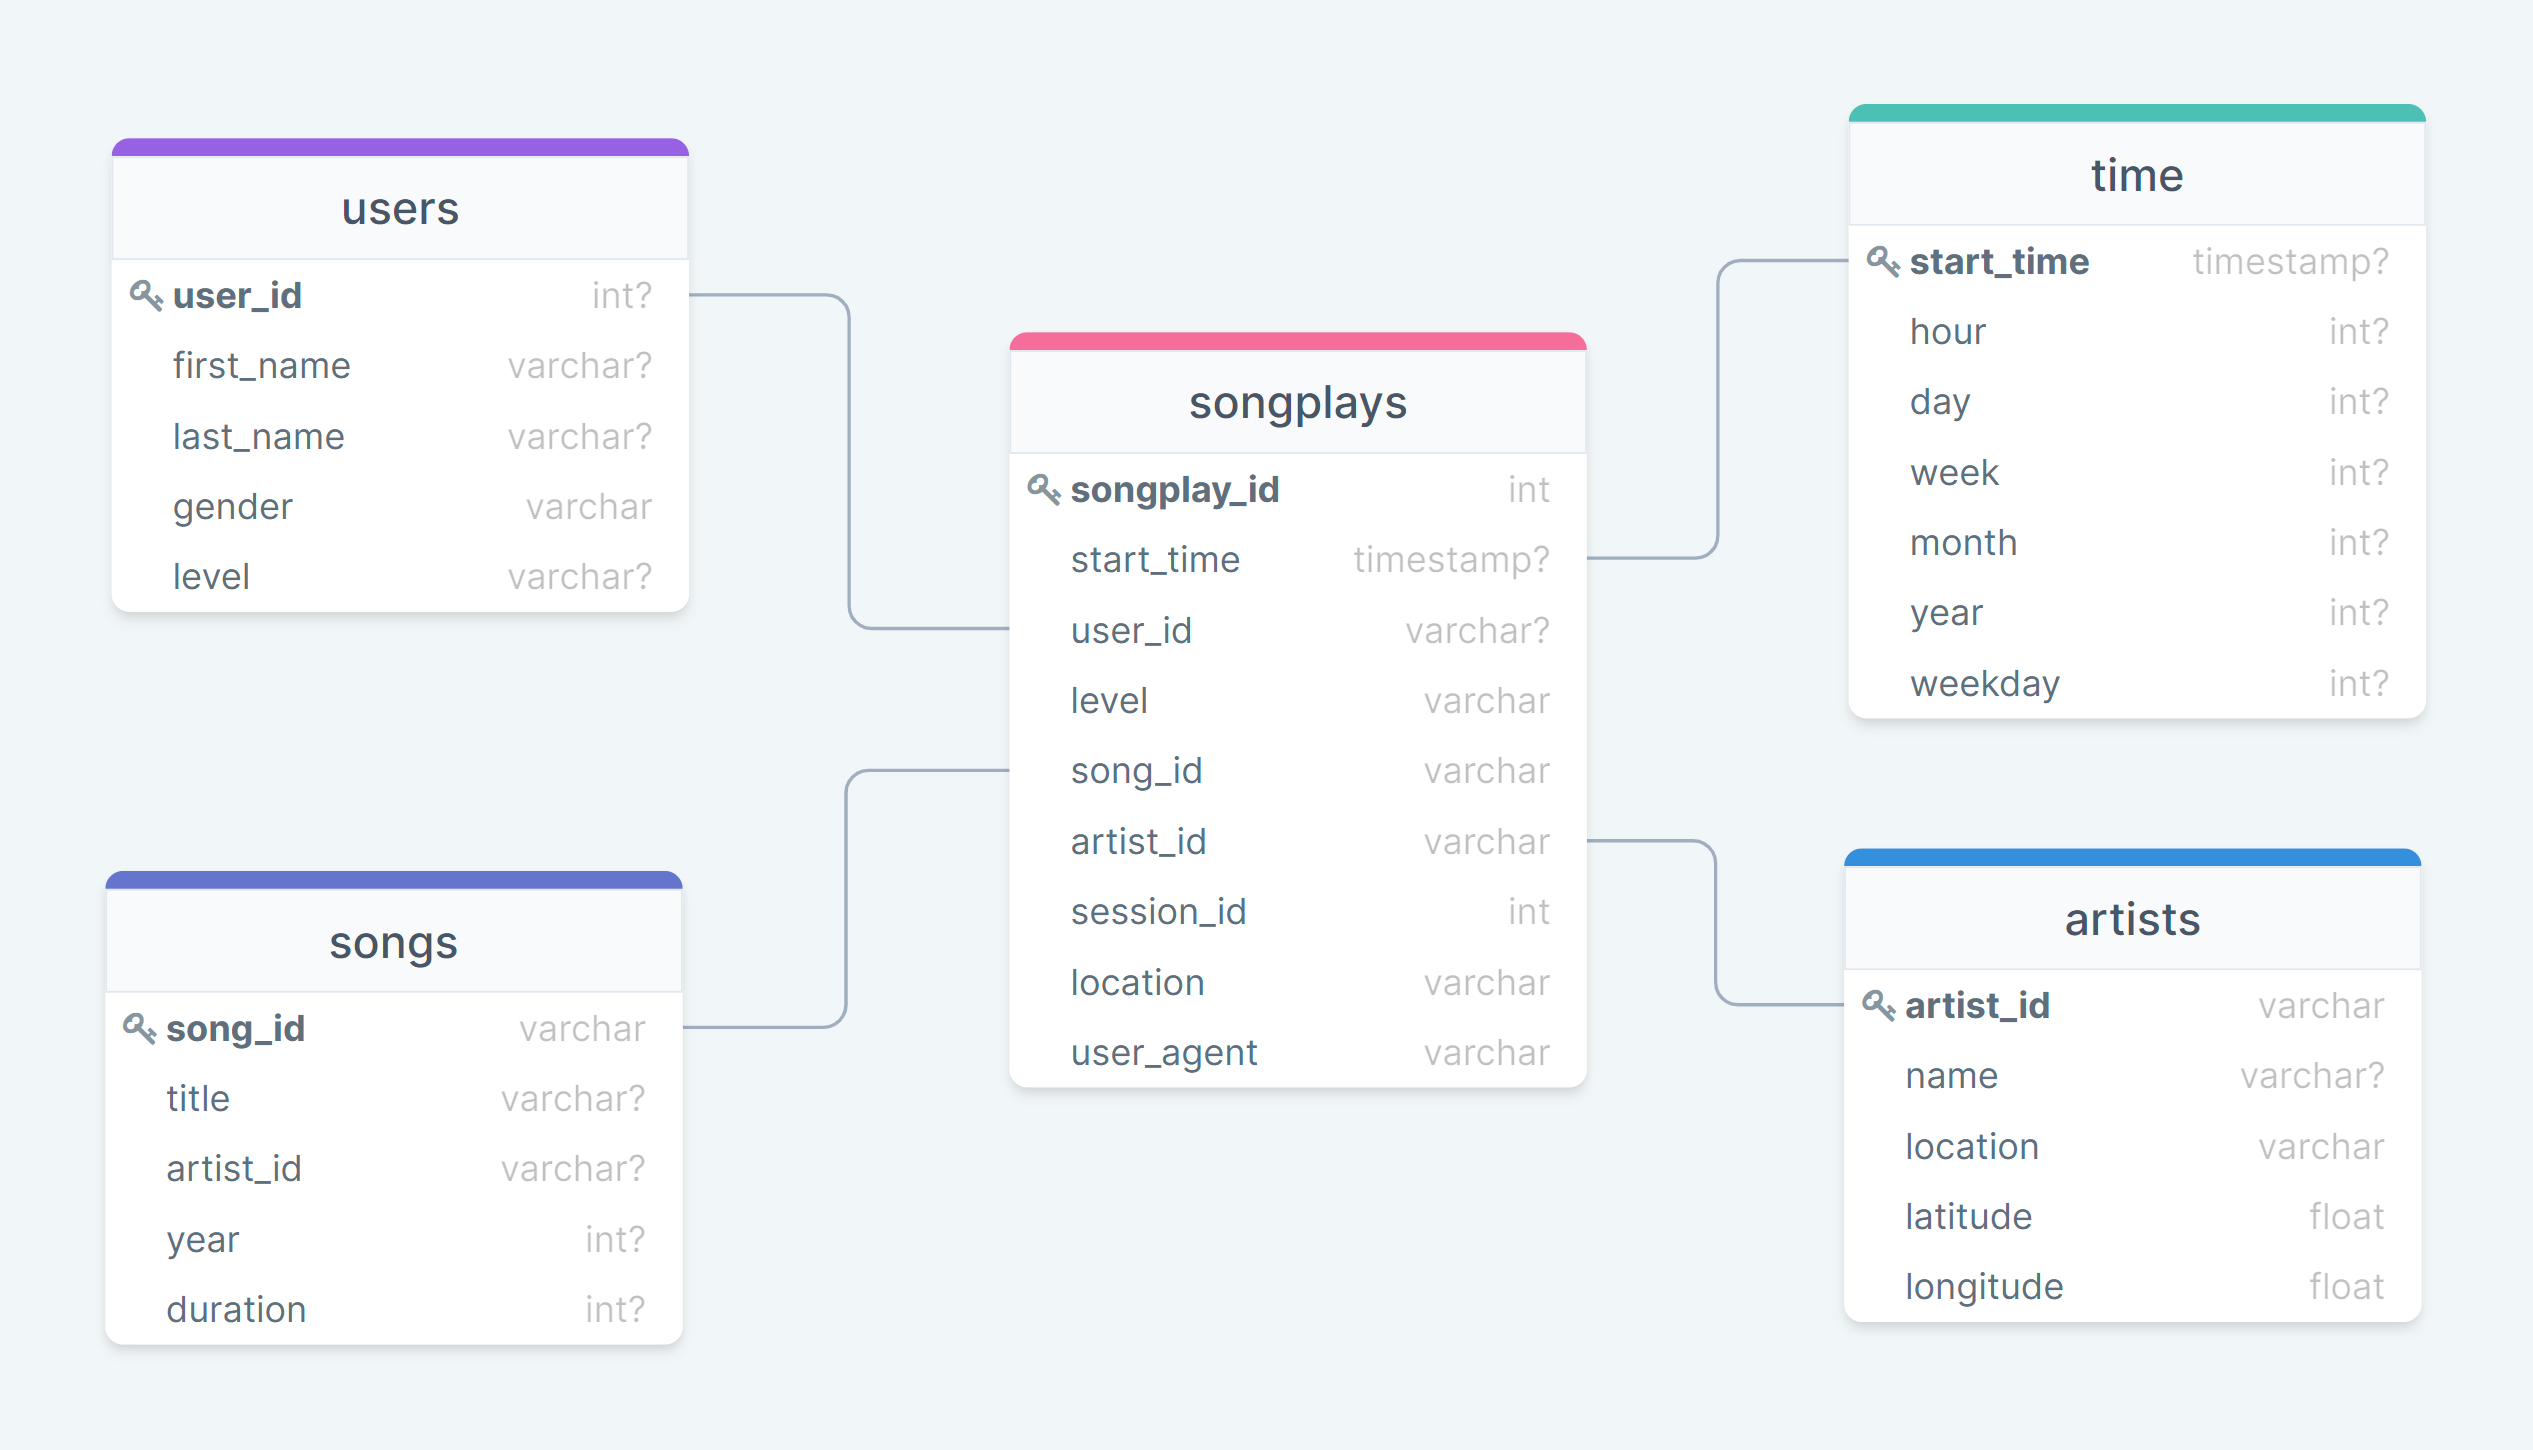 users
user_id int?
first_name varchar?
last_name varchar?
gender varchar
level varchar?
songs
song_id varchar
title varchar?
artist_id varchar?
year int?
duration int?
songplays
songplay_id int
start_time timestamp?
user_id varchar?
level varchar
song_id varchar
artist_id varchar
session_id int
location varchar
user_agent varchar
time
start_time timestamp?
hour int?
day int?
week int?
month int?
year int?
weekday int?
artists
artist_id varchar
name varchar?
location varchar
latitude float
longitude float